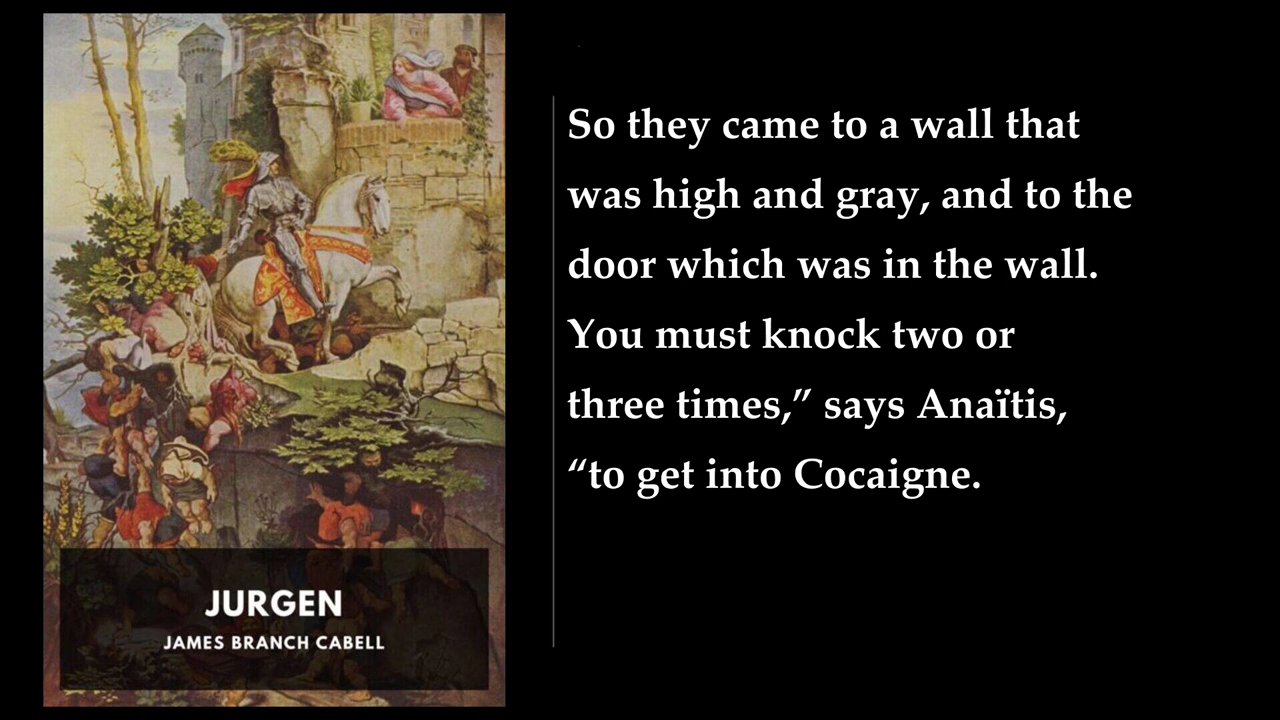 JURGEN
JAMES BRANCH CABELL
So they came to a wall that
was high and gray, and to the
door which was in the wall.
You must knock two or
three times,” says Anaïtis,
“to get into Cocaigne.